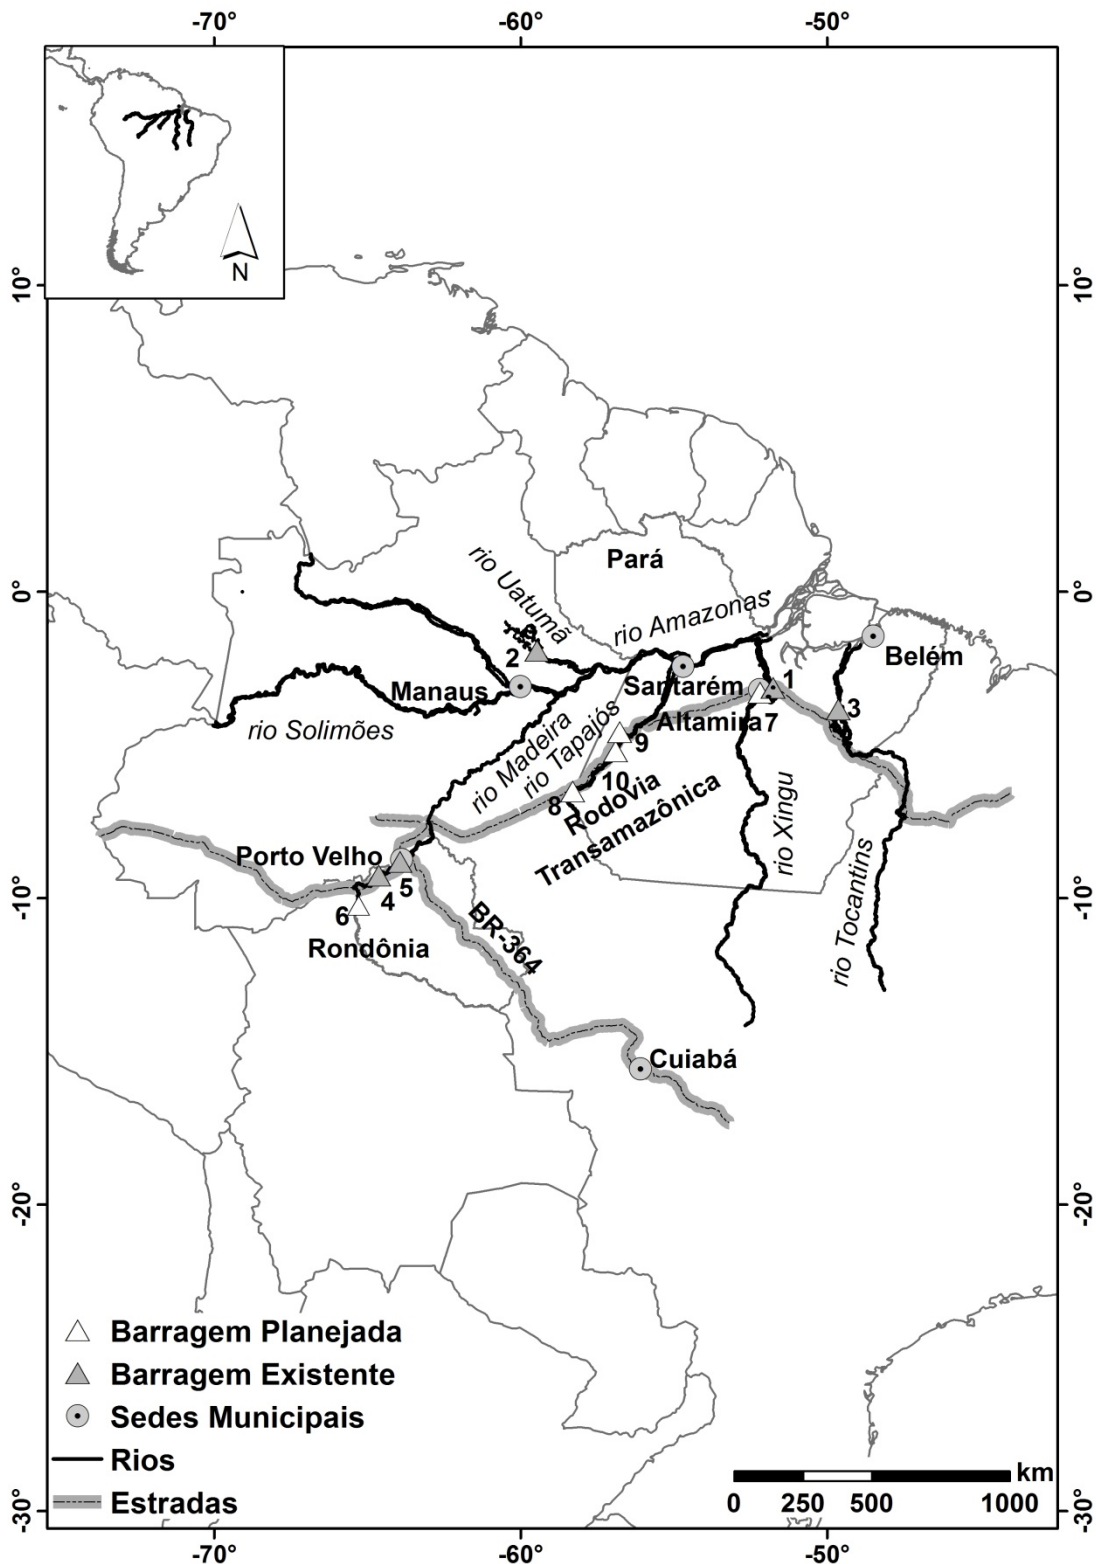 -70°
-60°
-50°
N
10°
10°
Pará
rio Uatumã
0°
0°
rio Amazonas
2
Belém
Manaus
Santarém
1
rio Solimões
Altamira
7
3
rio Madeira
rio Tapajós
9
10
8
Rodovia
Transamazônica
rio Xingu
Porto Velho
5
4
6
-10°
-10°
Rondônia
BR-364
rio Tocantins
Cuiabá
-20°
-20°
Barragem Planejada
Barragem Existente
Sedes Municipais
Rios
Estradas
km
0 250 500 1000
-30°
-30°
-70°
-60°
-50°